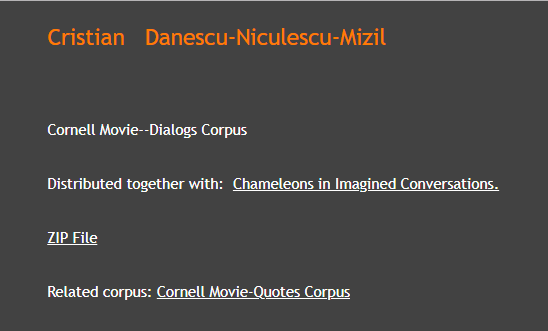 Cristian Danescu-Niculescu-Mizil
Cornell Movie--Dialogs Corpus
Distributed together with: Chameleons in Imagined Conversations.
ZIP File
Related corpus: Cornell Movie-Quotes Corpus